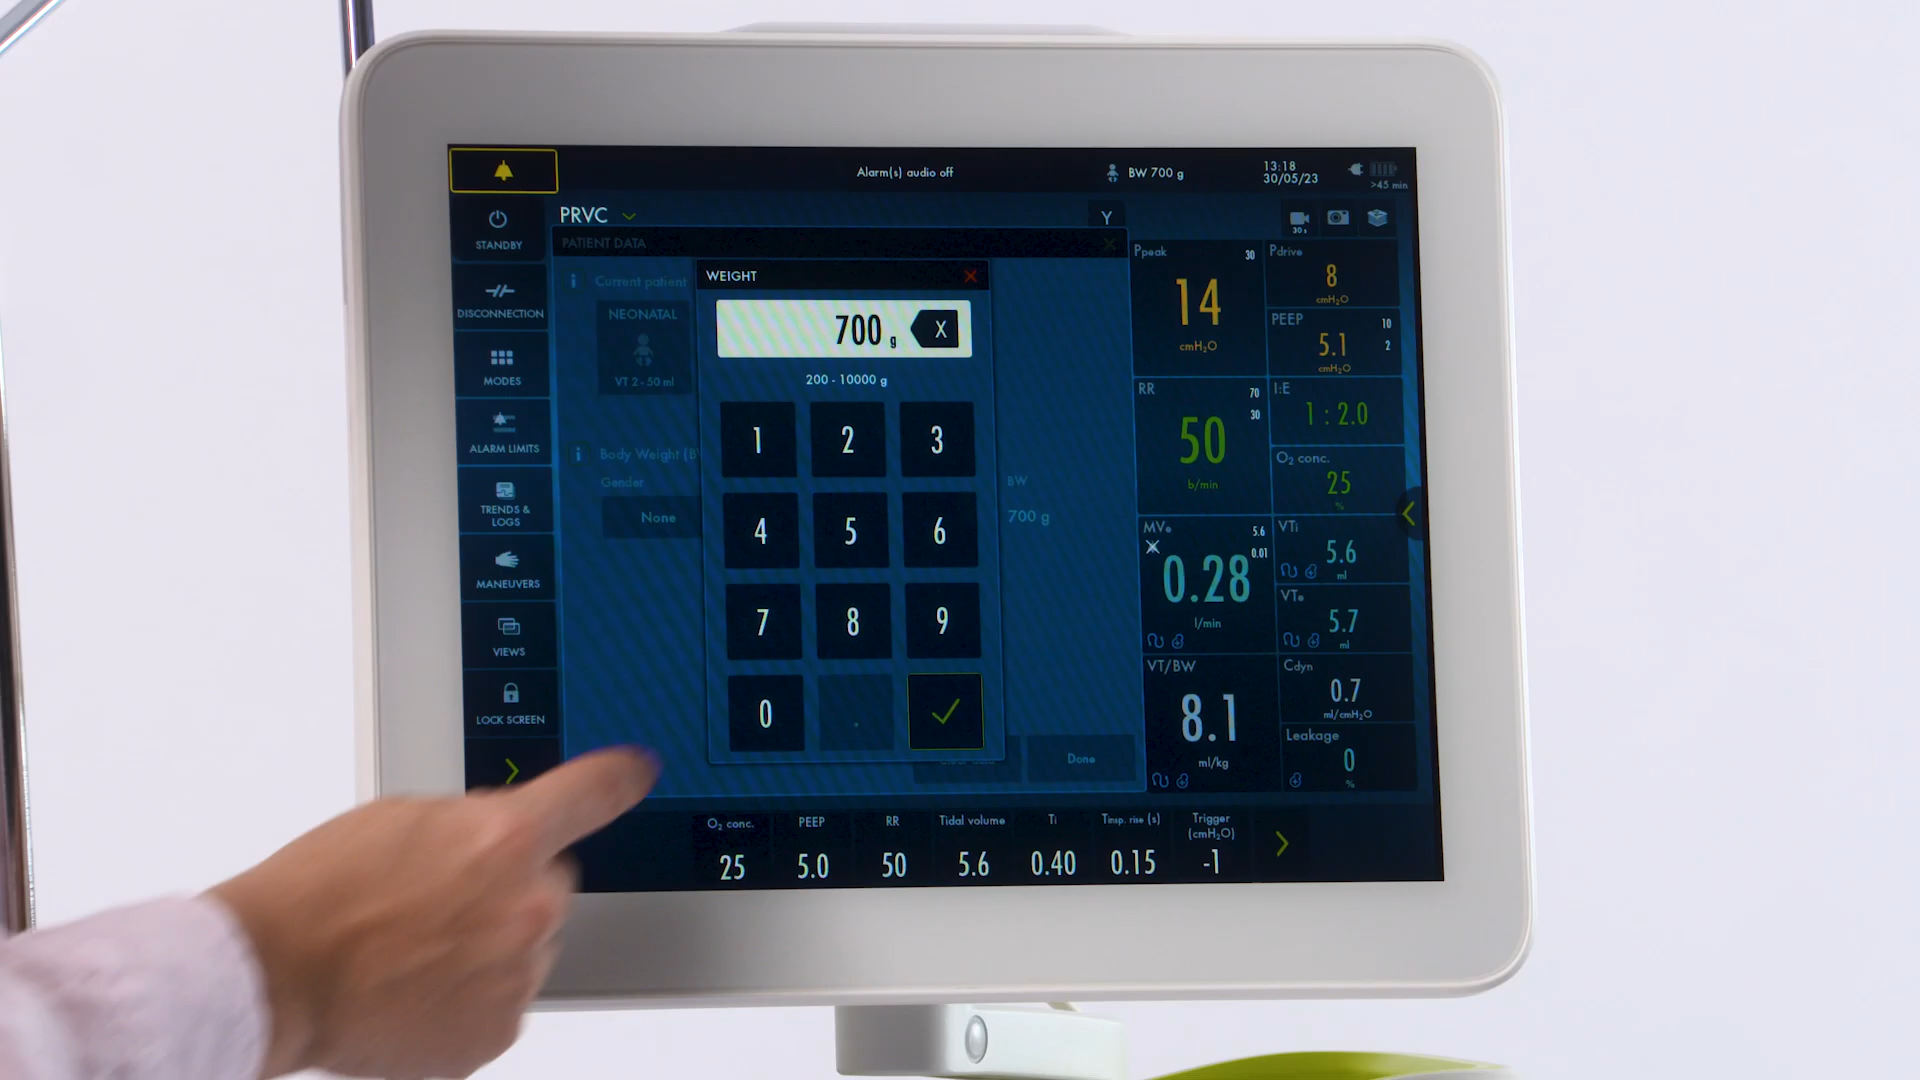 Alarm(s) audio off
BW 700 g
13:18
30/05/23
>45 min
STANDBY
DISCONNECTION
MODES
ALARM LIMITS
TRENDS &
LOGS
MANEUVERS
VIEWS
LOCK SCREEN
PRVC
Y
30 s
PATIENT DATA
Current patient
NEONATAL
VT 2 - 50 ml
Body Weight (B
Gender
None
WEIGHT
700 g
X
200 - 10000 g
1 2 3
4 5 6
7 8 9
0 .
BW
700 g
Done
Ppeak 30
14
cmH2O
Pdrive
8
cmH2O
PEEP 10
2
5.1
cmH2O
RR 70
30
50
b/min
I:E
1 : 2.0
O2 conc.
25
%
MVe 5.6
0.01
0.28
l/min
VTi
5.6
ml
VTe
5.7
ml
VT/BW
8.1
ml/kg
Cdyn
0.7
ml/cmH2O
Leakage
0
%
O2 conc. PEEP RR Tidal volume Ti Tinsp. rise (s) Trigger
(cmH2O)
25 5.0 50 5.6 0.40 0.15 -1